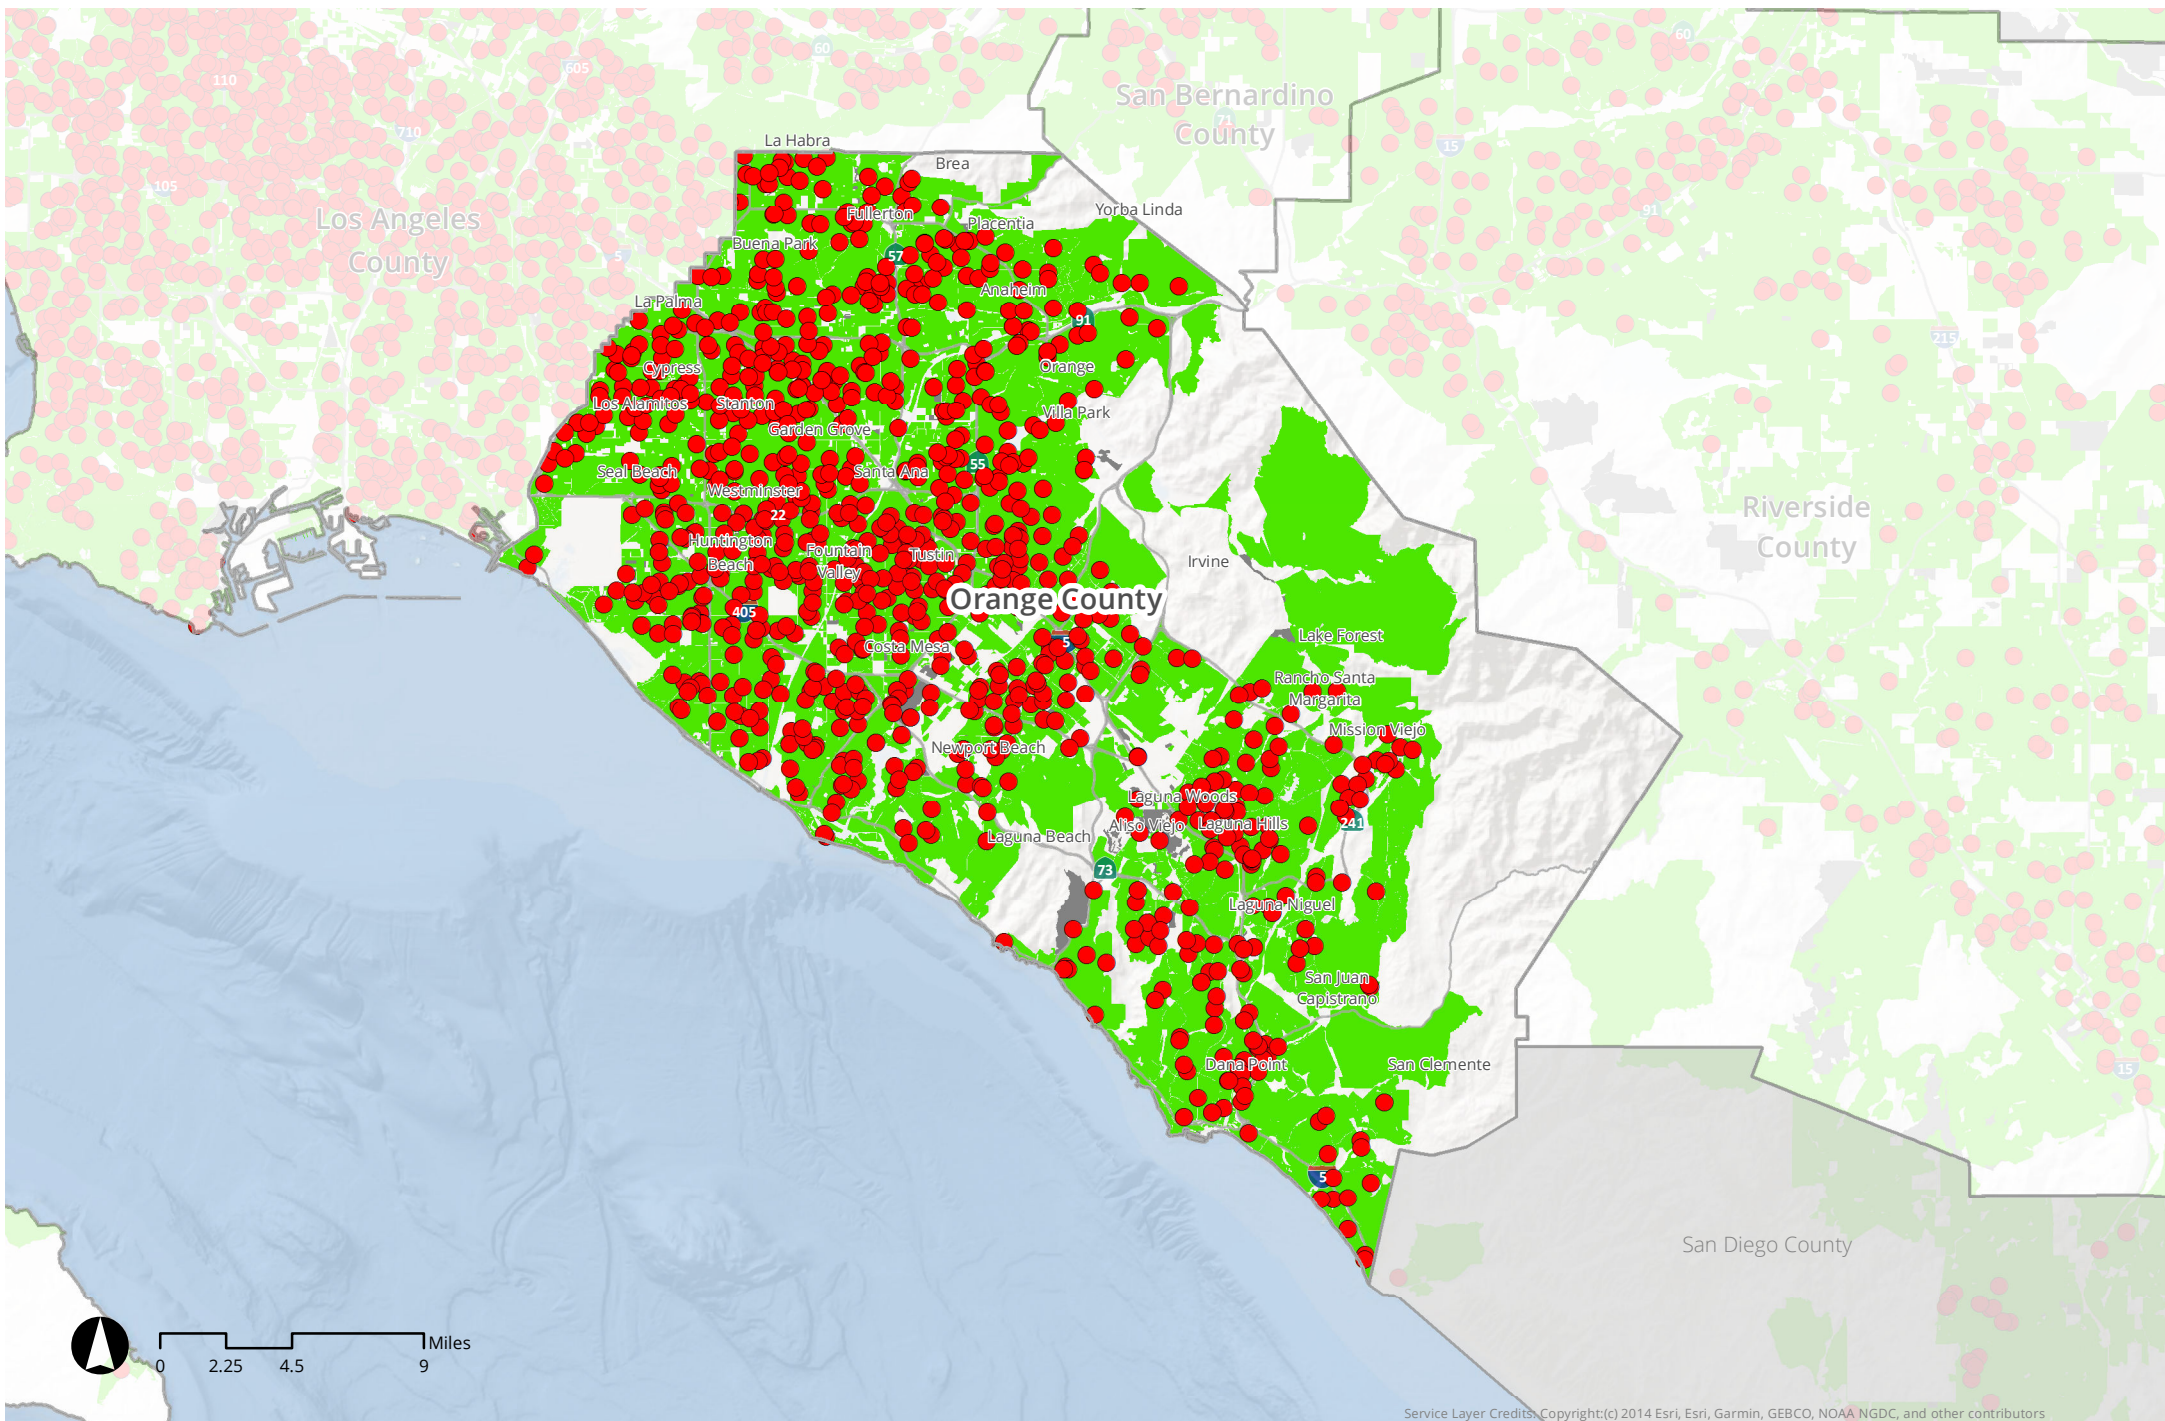 60
60
605
110
San Bernardino
County
71
710
La Habra
15
Brea
105
Yorba Linda
91
Los Angeles
County
Fullerton
Placentia
Buena Park
57
5
Anaheim
La Palma
91
215
Cypress
Orange
Los Alamitos
Stanton
Villa Park
Garden Grove
Seal Beach
Santa Ana
55
Westminster
22
Riverside
County
Huntington
Beach
Fountain
Valley
Tustin
Irvine
Orange County
405
5
Lake Forest
Costa Mesa
Rancho Santa
Margarita
Mission Viejo
Newport Beach
Laguna Woods
Laguna Beach
Aliso Viejo
Laguna Hills
241
73
Laguna Niguel
San Juan
Capistrano
Dana Point
San Clemente
15
5
San Diego County
Miles
0
2.25
4.5
9
Service Layer Credits: Copyright:(c) 2014 Esri, Esri, Garmin, GEBCO, NOAA NGDC, and other contributors